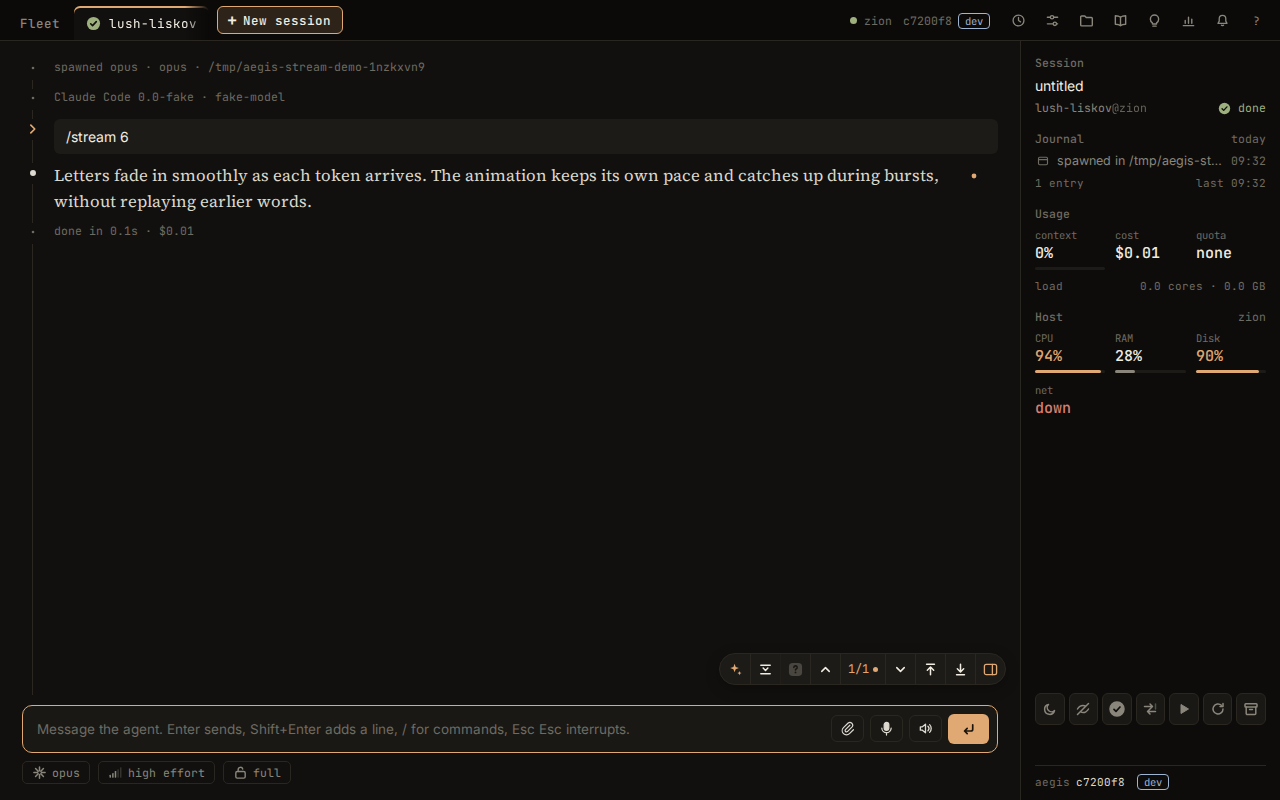 Fleet
lush-liskov
+ New session
zion c7200f8 dev
?
spawned opus · opus · /tmp/aegis-stream-demo-1nzkxvn9
Claude Code 0.0-fake · fake-model
/stream 6
Letters fade in smoothly as each token arrives. The animation keeps its own pace and catches up during bursts,
without replaying earlier words.
done in 0.1s · $0.01
? 1/1
Message the agent. Enter sends, Shift+Enter adds a line, / for commands, Esc Esc interrupts.
opus
high effort
full
Session
untitled
lush-liskov@zion done
Journal today
spawned in /tmp/aegis-st... 09:32
1 entry last 09:32
Usage
context cost quota
0% $0.01 none
load 0.0 cores · 0.0 GB
Host zion
CPU RAM Disk
94% 28% 90%
net
down
aegis c7200f8 dev